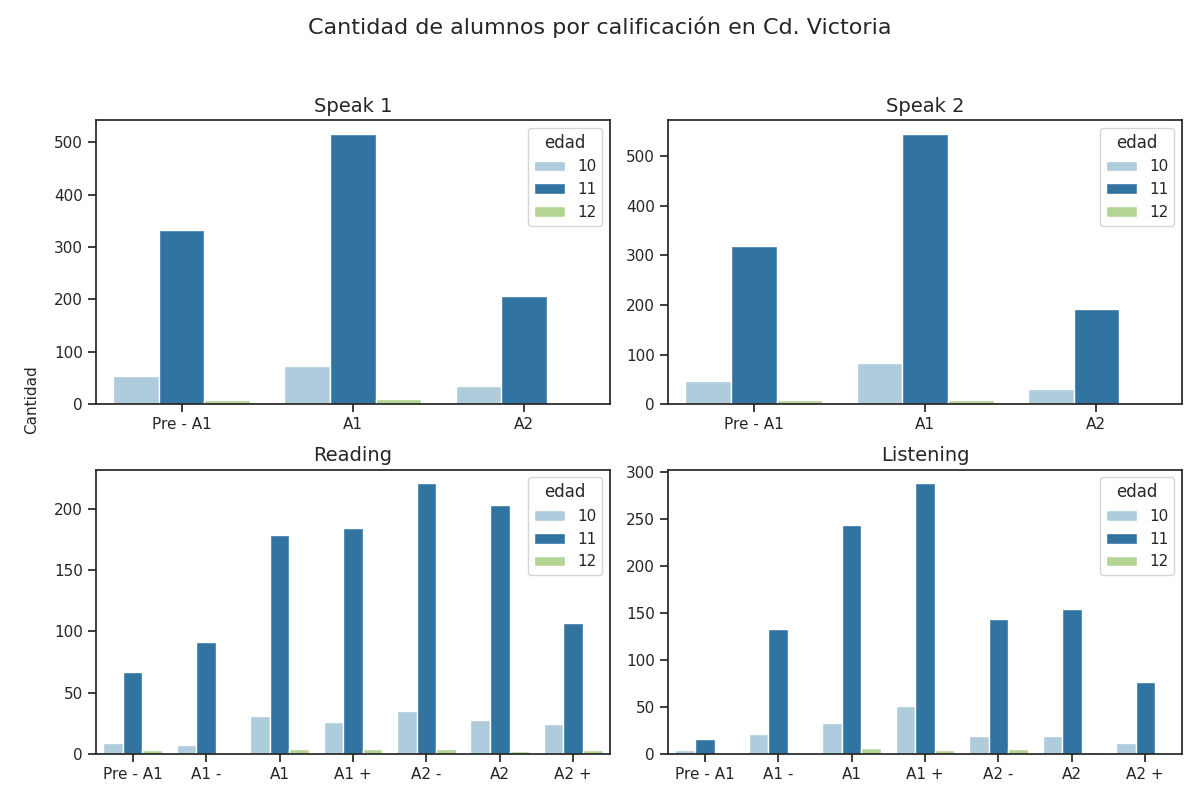 Cantidad de alumnos por calificación en Cd. Victoria
Speak 1
500
400
300
200
100
0
Pre - A1 A1 A2
edad
10
11
12
Speak 2
500
400
300
200
100
0
Pre - A1 A1 A2
edad
10
11
12
Cantidad
Reading
200
150
100
50
0
Pre - A1 A1 - A1 A1 + A2 - A2 A2 +
edad
10
11
12
Listening
300
250
200
150
100
50
0
Pre - A1 A1 - A1 A1 + A2 - A2 A2 +
edad
10
11
12